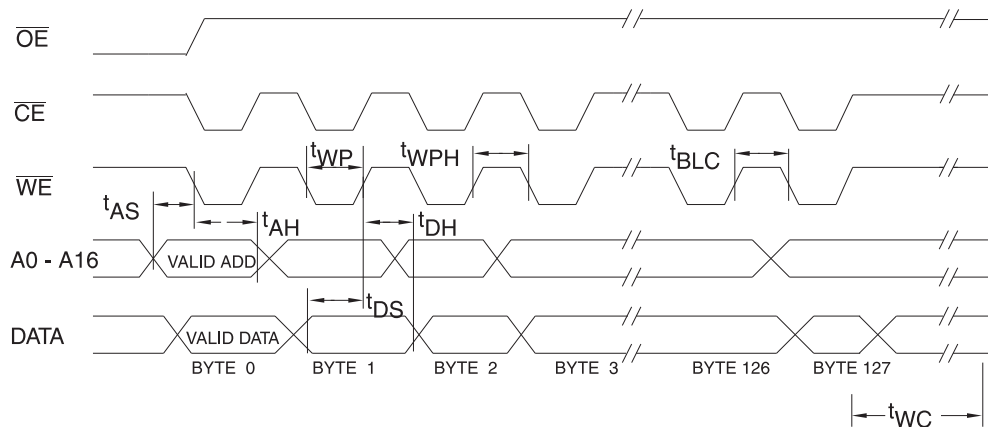 OE
CE
tWP
tWPH
tBLC
WE
tAS
tAH
tDH
A0 - A16
VALID ADD
tDS
DATA
VALID DATA
BYTE 0
BYTE 1
BYTE 2
BYTE 3
BYTE 126
BYTE 127
tWC